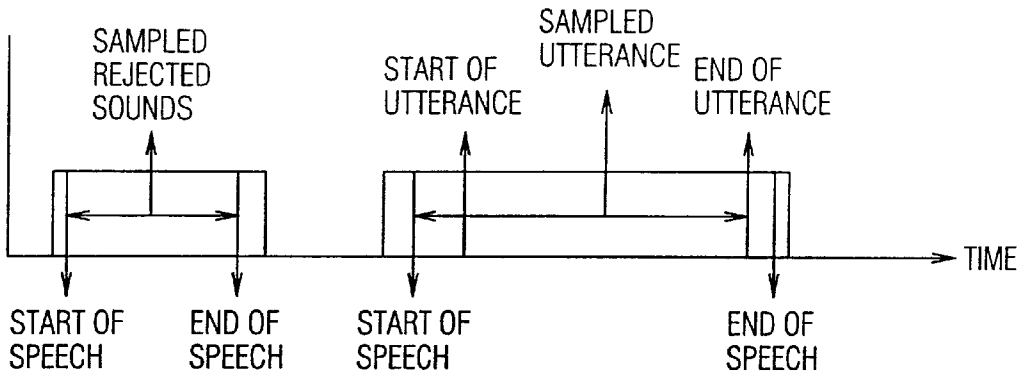 SAMPLED
REJECTED
SOUNDS
START OF
UTTERANCE
SAMPLED
UTTERANCE
END OF
UTTERANCE
TIME
START OF
SPEECH
END OF
SPEECH
START OF
SPEECH
END OF
SPEECH